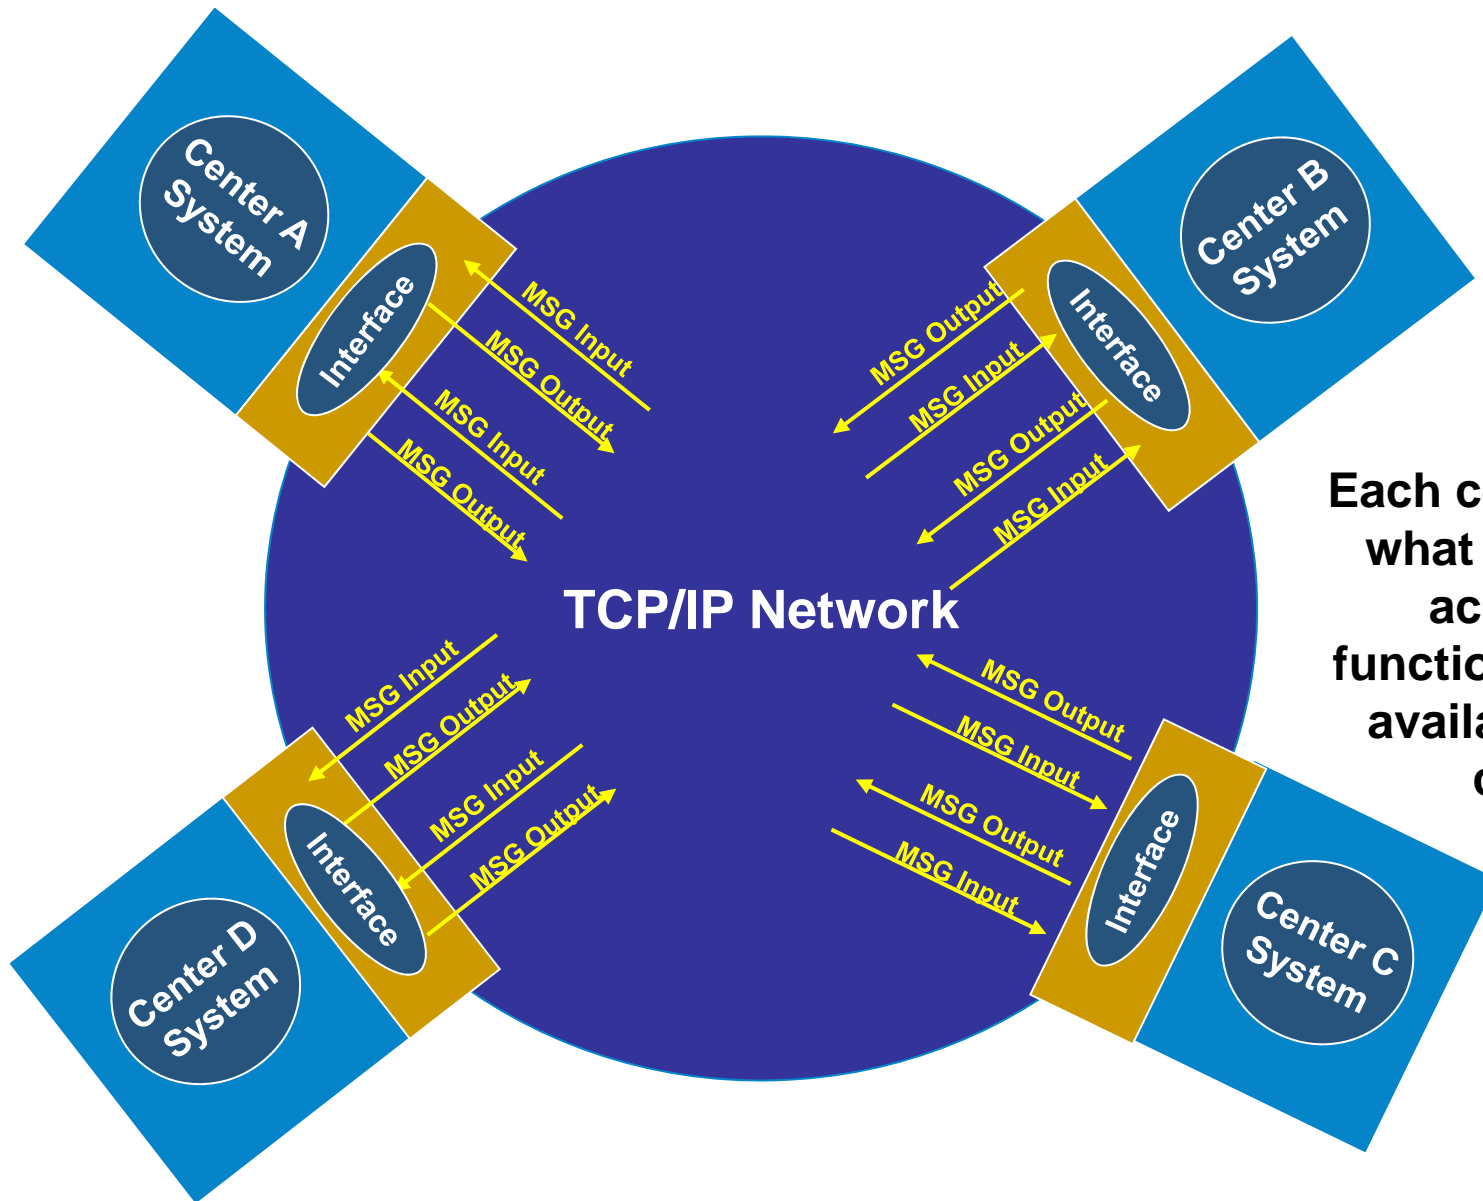 Center A
System
Interface
MSG Input
MSG Output
MSG Input
MSG Output
Center B
System
Interface
MSG Output
MSG Input
MSG Output
MSG Input
TCP/IP Network
Each c
what
ac
functio
availa
MSG Input
MSG Output
MSG Input
MSG Output
Interface
Center D
System
MSG Output
MSG Input
MSG Output
MSG Input
Interface
Center C
System